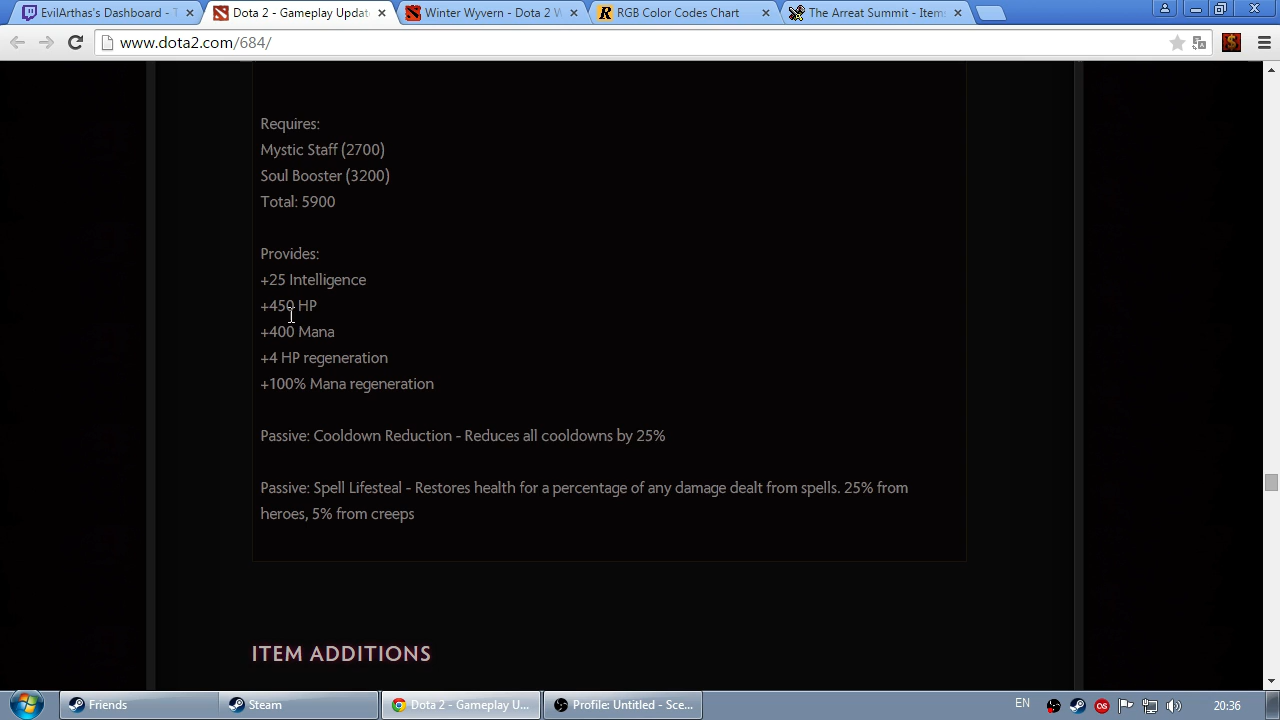 EvilArthas's Dashboard - T
Dota 2 - Gameplay Updat
Winter Wyvern - Dota 2 W
RGB Color Codes Chart
The Arreat Summit - Item
www.dota2.com/684/
Requires:
Mystic Staff (2700)
Soul Booster (3200)
Total: 5900
Provides:
+25 Intelligence
+450 HP
+400 Mana
+4 HP regeneration
+100% Mana regeneration
Passive: Cooldown Reduction - Reduces all cooldowns by 25%
Passive: Spell Lifesteal - Restores health for a percentage of any damage dealt from spells. 25% from
heroes, 5% from creeps
ITEM ADDITIONS
Friends
Steam
Dota 2 - Gameplay U...
Profile: Untitled - Sce...
EN
20:36